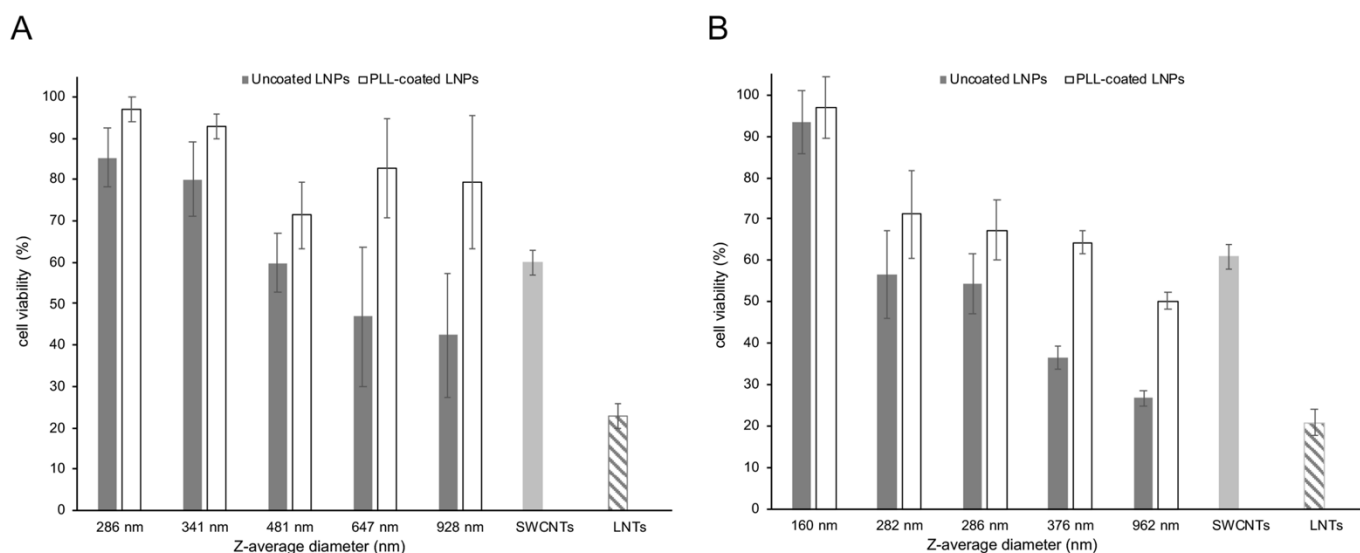 A
Uncoated LNPs PLL-coated LNPs
100
90
80
70
60
50
40
30
20
10
0
cell viability (%)
286 nm 341 nm 481 nm 647 nm 928 nm SWCNTs LNTs
Z-average diameter (nm)
B
Uncoated LNPs PLL-coated LNPs
100
90
80
70
60
50
40
30
20
10
0
cell viability (%)
160 nm 282 nm 286 nm 376 nm 962 nm SWCNTs LNTs
Z-average diameter (nm)